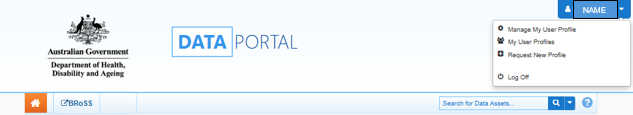 NAME
Manage My User Profile
My User Profiles
Request New Profile
Log Off
Australian Government
Department of Health,
Disability and Ageing
DATA PORTAL
BRoSS
Search for Data Assets...
?